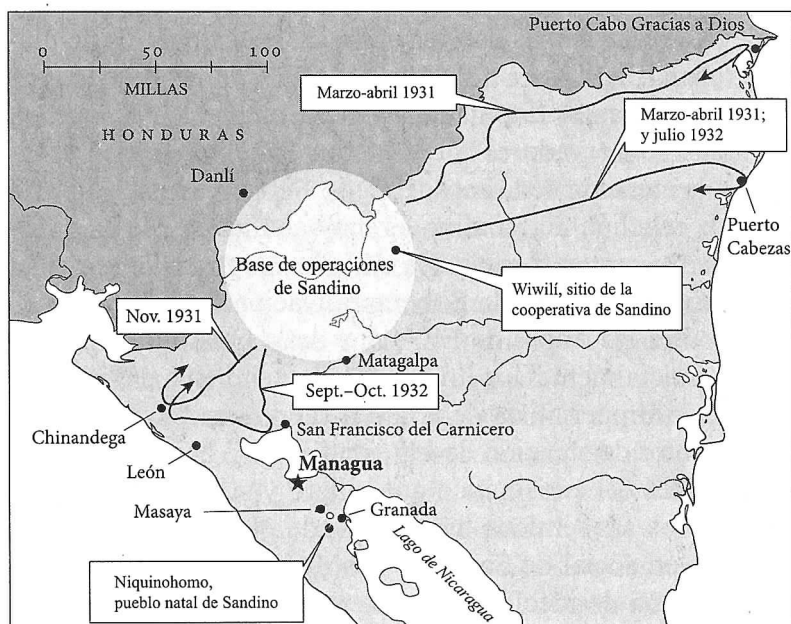 Puerto Cabo Gracias a Dios
0 50 100
MILLAS
Marzo-abril 1931
Marzo-abril 1931;
y julio 1932
HONDURAS
Danlí
Puerto
Cabezas
Base de operaciones
de Sandino
Wiwilí, sitio de la
cooperativa de Sandino
Nov. 1931
Matagalpa
Sept.–Oct. 1932
Chinandega
San Francisco del Carnicero
León
Managua
Masaya
Granada
Lago de Nicaragua
Niquinohomo,
pueblo natal de Sandino